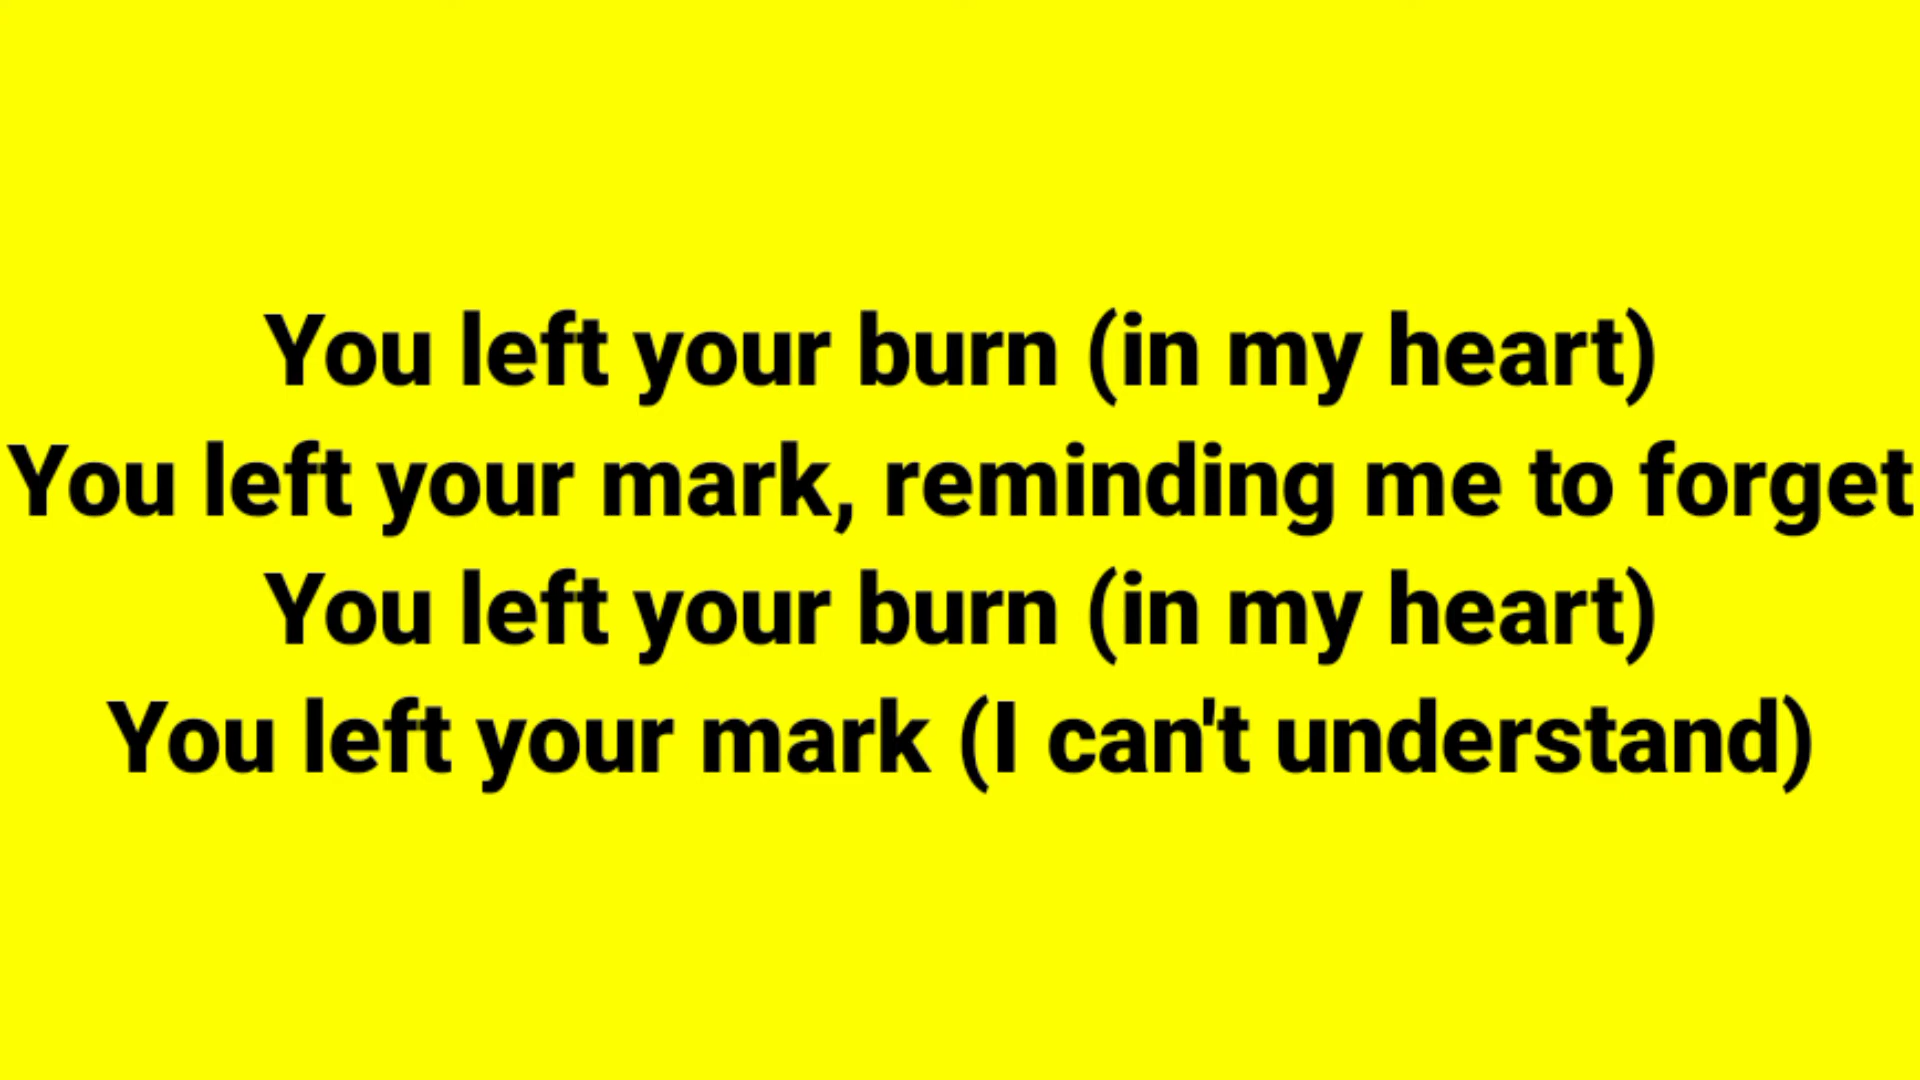 You left your burn (in my heart)
You left your mark, reminding me to forget
You left your burn (in my heart)
You left your mark (I can't understand)